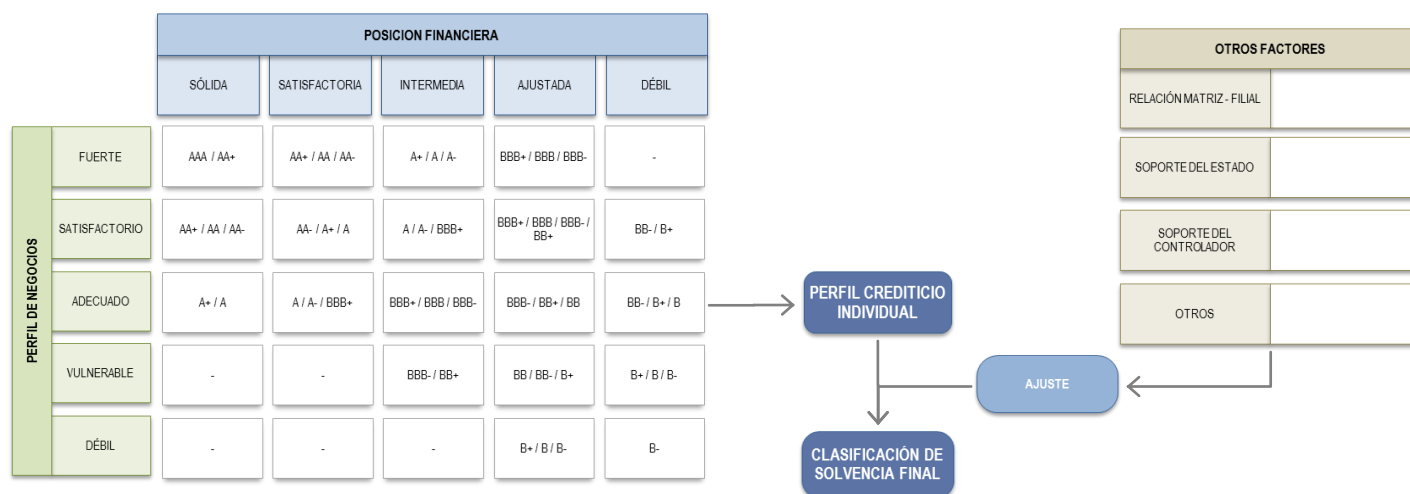 POSICION FINANCIERA
SÓLIDA
SATISFACTORIA
INTERMEDIA
AJUSTADA
DÉBIL
PERFIL DE NEGOCIOS
FUERTE
AAA / AA+
AA+ / AA / AA-
A+ / A / A-
BBB+ / BBB / BBB-
-
SATISFACTORIO
AA+ / AA / AA-
AA- / A+ / A
A / A- / BBB+
BBB+ / BBB / BBB- /
BB+
BB- / B+
ADECUADO
A+ / A
A / A- / BBB+
BBB+ / BBB / BBB-
BBB- / BB+ / BB
BB- / B+ / B
VULNERABLE
-
-
BBB- / BB+
BB / BB- / B+
B+ / B / B-
DÉBIL
-
-
-
B+ / B / B-
B-
PERFIL CREDITICIO
INDIVIDUAL
CLASIFICACIÓN DE
SOLVENCIA FINAL
AJUSTE
OTROS FACTORES
RELACIÓN MATRIZ - FILIAL
SOPORTE DEL ESTADO
SOPORTE DEL
CONTROLADOR
OTROS